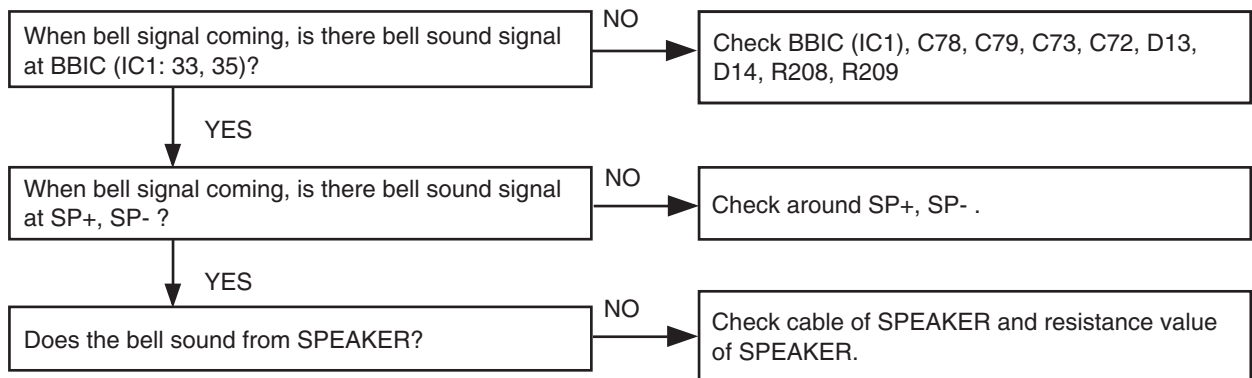 When bell signal coming, is there bell sound signal
at BBIC (IC1: 33, 35)?
NO
Check BBIC (IC1), C78, C79, C73, C72, D13,
D14, R208, R209
YES
When bell signal coming, is there bell sound signal
at SP+, SP- ?
NO
Check around SP+, SP- .
YES
Does the bell sound from SPEAKER?
NO
Check cable of SPEAKER and resistance value
of SPEAKER.